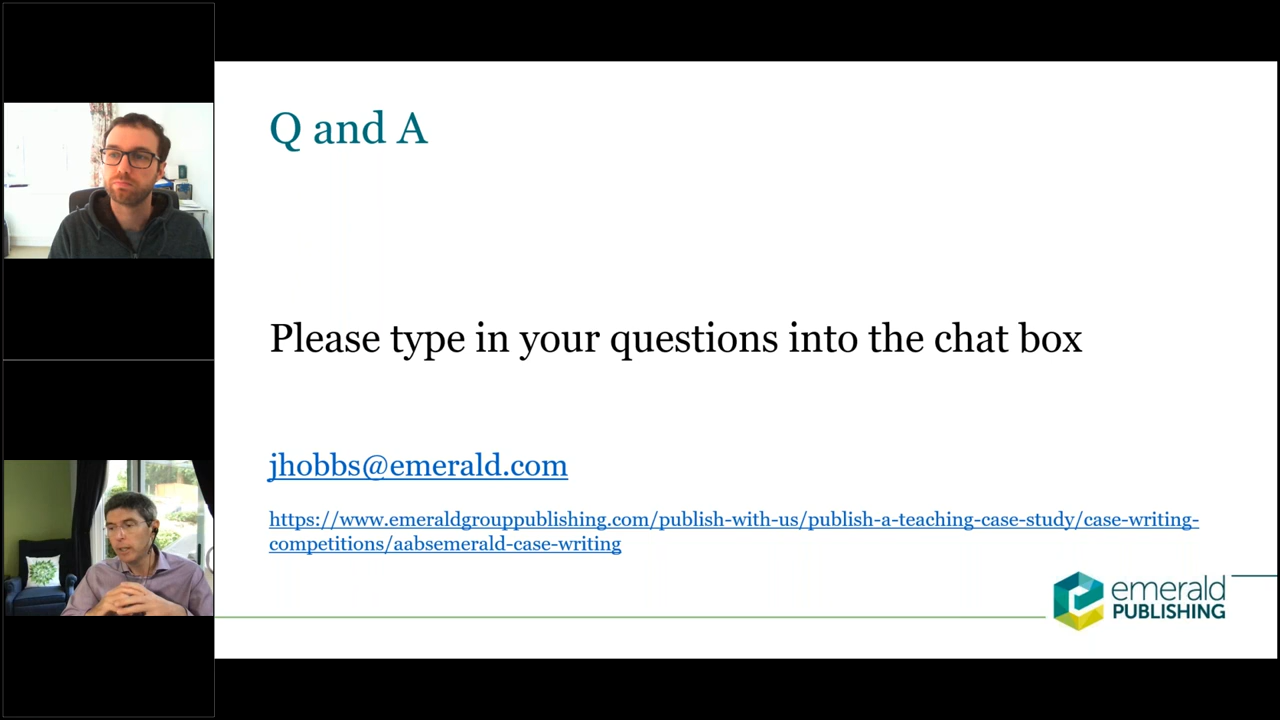 Q and A
Please type in your questions into the chat box
jhobbs@emerald.com
https://www.emeraldgrouppublishing.com/publish-with-us/publish-a-teaching-case-study/case-writing-
competitions/aabsemerald-case-writing
emerald
PUBLISHING